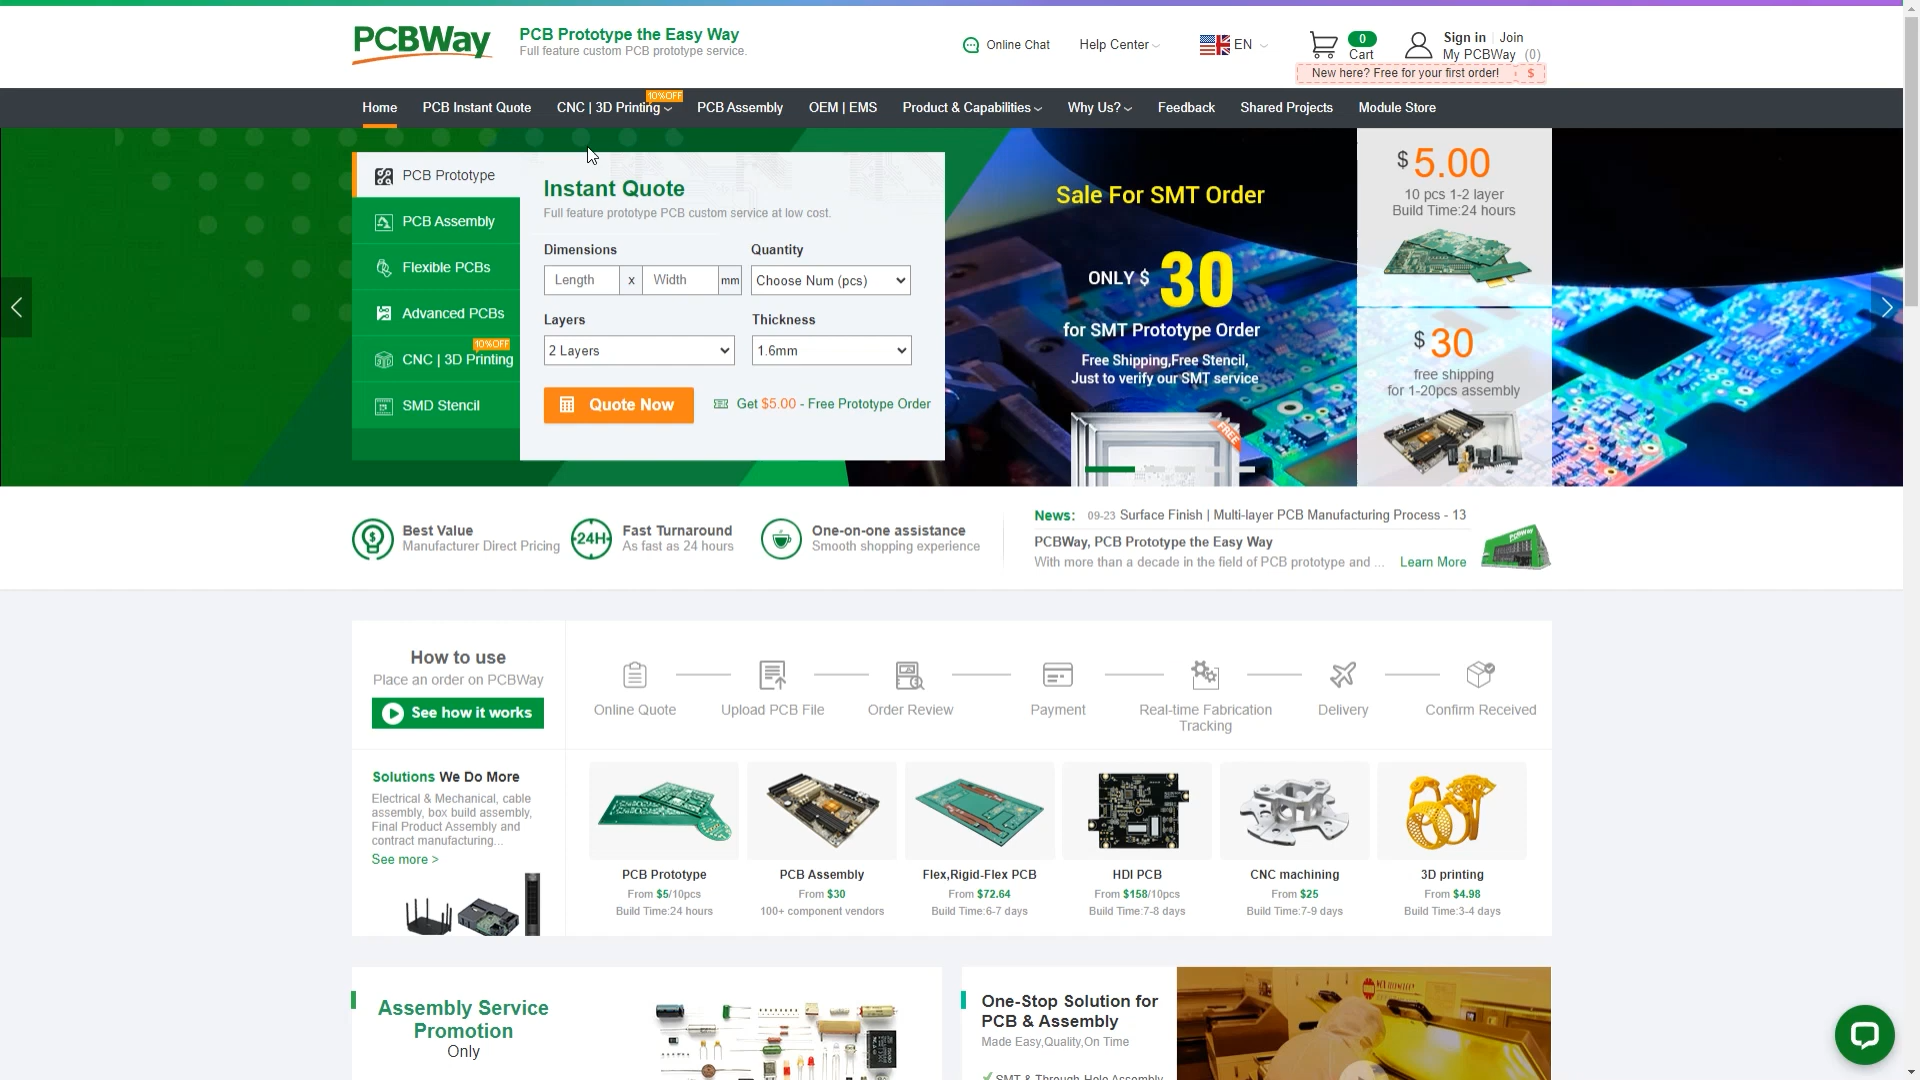 PCBWay
PCB Prototype the Easy Way
Full feature custom PCB prototype service.
Online Chat
Help Center
EN
0
Cart
Sign in
Join
My PCBWay (0)
New here? Free for your first order!
$
Home
PCB Instant Quote
CNC | 3D Printing
10%OFF
PCB Assembly
OEM | EMS
Product & Capabilities
Why Us?
Feedback
Shared Projects
Module Store
PCB Prototype
PCB Assembly
Flexible PCBs
Advanced PCBs
10%OFF
CNC | 3D Printing
SMD Stencil
Instant Quote
Full feature prototype PCB custom service at low cost.
Dimensions
Quantity
Length x Width mm
Choose Num (pcs)
Layers
Thickness
2 Layers
1.6mm
Quote Now
Get $5.00 - Free Prototype Order
Sale For SMT Order
ONLY $ 30
for SMT Prototype Order
Free Shipping,Free Stencil,
Just to verify our SMT service
FREE
$ 5.00
10 pcs 1-2 layer
Build Time:24 hours
$ 30
free shipping
for 1-20pcs assembly
Best Value
Manufacturer Direct Pricing
24H
Fast Turnaround
As fast as 24 hours
One-on-one assistance
Smooth shopping experience
News: 09-23 Surface Finish | Multi-layer PCB Manufacturing Process - 13
PCBWay, PCB Prototype the Easy Way
With more than a decade in the field of PCB prototype and ... Learn More
How to use
Place an order on PCBWay
See how it works
Online Quote
Upload PCB File
Order Review
Payment
Real-time Fabrication
Tracking
Delivery
Confirm Received
Solutions We Do More
Electrical & Mechanical, cable
assembly, box build assembly,
Final Product Assembly and
contract manufacturing...
See more >
PCB Prototype
From $5/10pcs
Build Time:24 hours
PCB Assembly
From $30
100+ component vendors
Flex,Rigid-Flex PCB
From $72.64
Build Time:6-7 days
HDI PCB
From $158/10pcs
Build Time:7-8 days
CNC machining
From $25
Build Time:7-9 days
3D printing
From $4.98
Build Time:3-4 days
Assembly Service
Promotion
Only
One-Stop Solution for
PCB & Assembly
Made Easy,Quality,On Time
SMT & Through-Hole Assembly